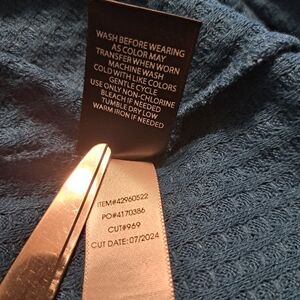 WASH BEFORE WEARING
AS COLOR MAY
TRANSFER WHEN WORN
MACHINE WASH
COLD WITH LIKE COLORS
GENTLE CYCLE
USE ONLY NON-CHLORINE
BLEACH IF NEEDED
TUMBLE DRY LOW
WARM IRON IF NEEDED
ITEM#42960522
PO#4170386
CUT#969
CUT DATE:07/2024